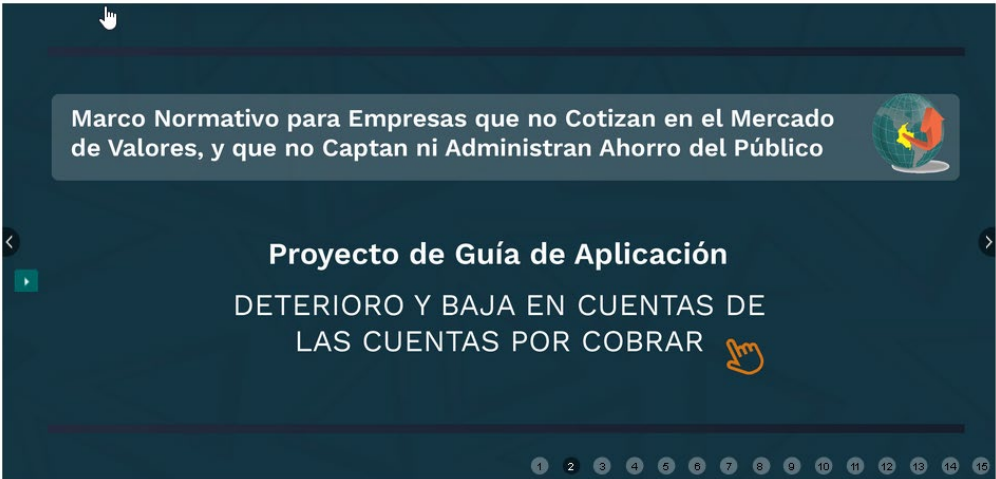 Marco Normativo para Empresas que no Cotizan en el Mercado
de Valores, y que no Captan ni Administran Ahorro del Público
Proyecto de Guía de Aplicación
DETERIORO Y BAJA EN CUENTAS DE
LAS CUENTAS POR COBRAR
1 2 3 4 5 6 7 8 9 10 11 12 13 14 15